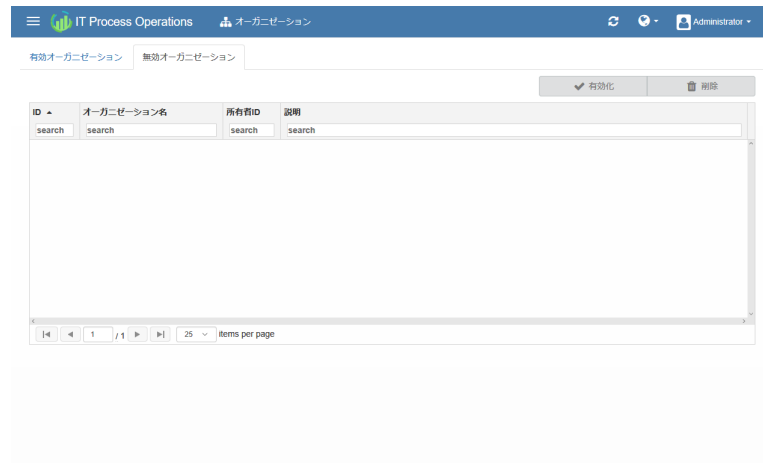 IT Process Operations オーガニゼーション Administrator
有効オーガニゼーション 無効オーガニゼーション
有効化 削除
ID オーガニゼーション名 所有者ID 説明
search search search search
1 / 1 25 items per page